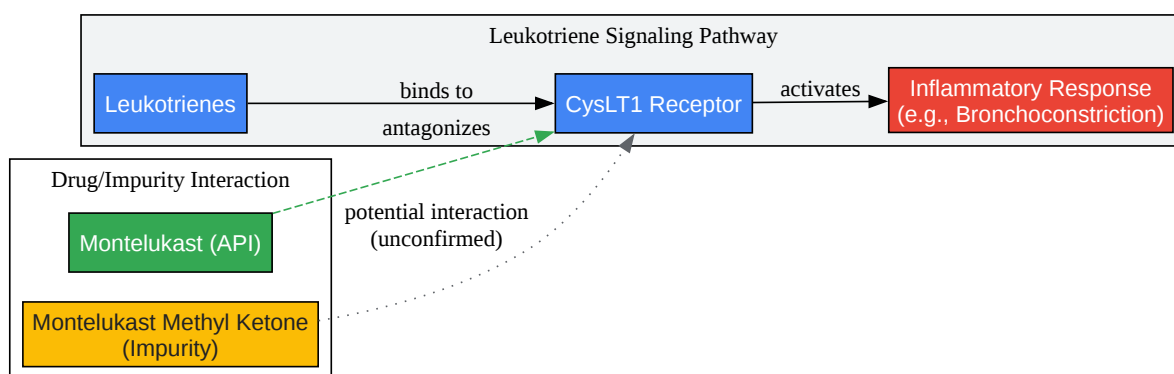 Leukotriene Signaling Pathway
Leukotrienes
binds to
CysLT1 Receptor
activates
Inflammatory Response
(e.g., Bronchoconstriction)
antagonizes
Drug/Impurity Interaction
Montelukast (API)
potential interaction
(unconfirmed)
Montelukast Methyl Ketone
(Impurity)